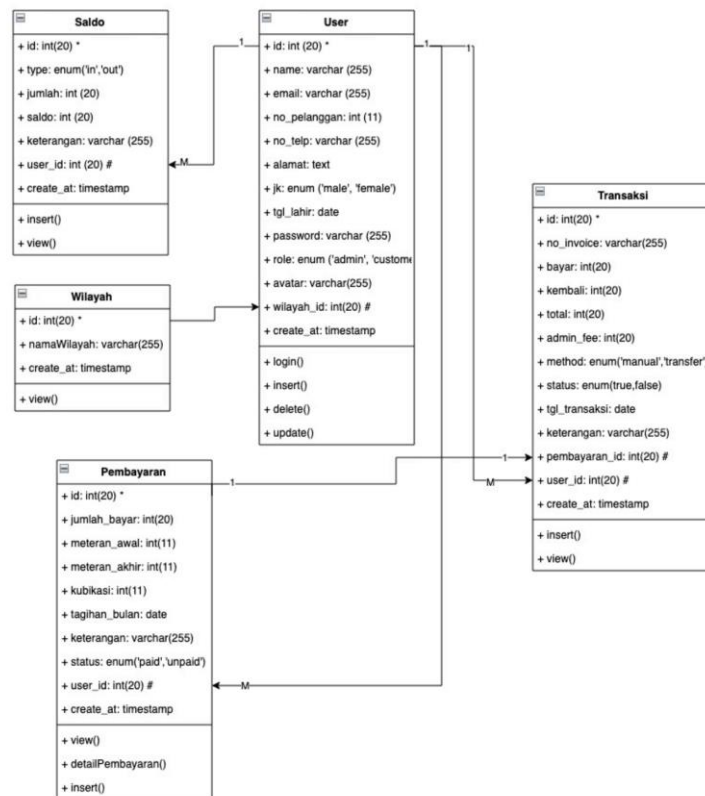 Saldo
+ id: int(20) *
+ type: enum('in','out')
+ jumlah: int (20)
+ saldo: int (20)
+ keterangan: varchar (255)
+ user_id: int (20) #
+ create_at: timestamp
+ insert()
+ view()
User
+ id: int (20) *
+ name: varchar (255)
+ email: varchar (255)
+ no_pelanggan: int (11)
+ no_telp: varchar (255)
+ alamat: text
+ jk: enum ('male', 'female')
+ tgl_lahir: date
+ password: varchar (255)
+ role: enum ('admin', 'custome
+ avatar: varchar(255)
+ wilayah_id: int(20) #
+ create_at: timestamp
+ login()
+ insert()
+ delete()
+ update()
1
M
1
1
Wilayah
+ id: int(20) *
+ namaWilayah: varchar(255)
+ create_at: timestamp
+ view()
Transaksi
+ id: int(20) *
+ no_invoice: varchar(255)
+ bayar: int(20)
+ kembali: int(20)
+ total: int(20)
+ admin_fee: int(20)
+ method: enum('manual','transfer'
+ status: enum(true,false)
+ tgl_transaksi: date
+ keterangan: varchar(255)
+ pembayaran_id: int(20) #
+ user_id: int(20) #
+ create_at: timestamp
+ insert()
+ view()
1
1
M
Pembayaran
+ id: int(20) *
+ jumlah_bayar: int(20)
+ meteran_awal: int(11)
+ meteran_akhir: int(11)
+ kubikasi: int(11)
+ tagihan_bulan: date
+ keterangan: varchar(255)
+ status: enum('paid','unpaid')
+ user_id: int(20) #
+ create_at: timestamp
+ view()
+ detailPembayaran()
+ insert()
M